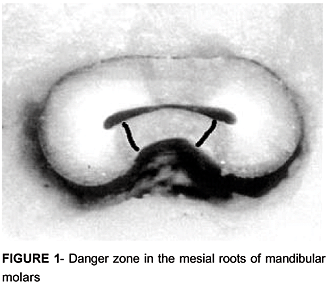 FIGURE 1- Danger zone in the mesial roots of mandibular
molars